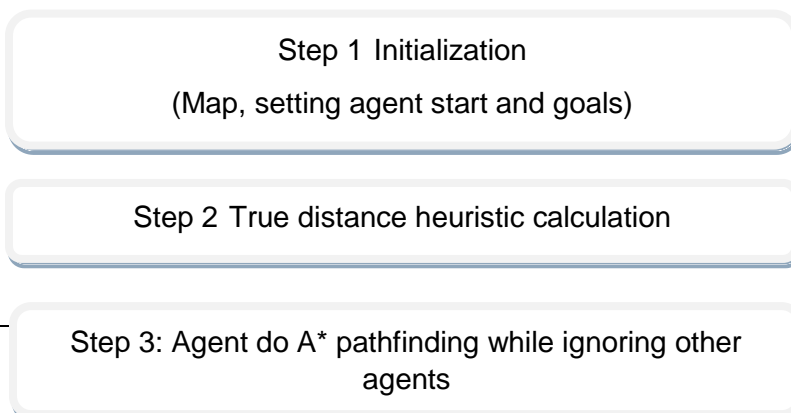 Step 1 Initialization
(Map, setting agent start and goals)
Step 2 True distance heuristic calculation
Step 3: Agent do A* pathfinding while ignoring other
agents